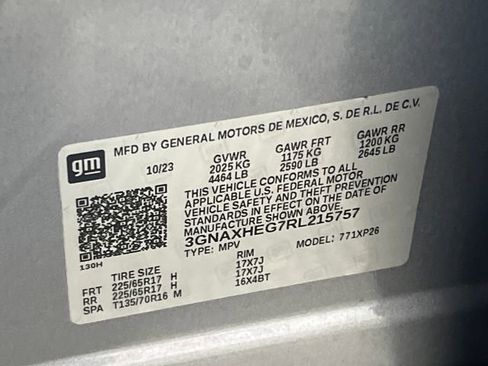 gm
MFD BY GENERAL MOTORS DE MEXICO, S. DE R.L. DE C.V.
10/23 GVWR GAWR FRT GAWR RR
2025 KG 1175 KG 1200 KG
4464 LB 2590 LB 2645 LB
THIS VEHICLE CONFORMS TO ALL
APPLICABLE U.S. FEDERAL MOTOR
VEHICLE SAFETY AND THEFT PREVENTION
STANDARDS IN EFFECT ON THE DATE OF
MANUFACTURE SHOWN ABOVE.
3GNAXHEG7RL215757
TYPE: MPV MODEL: 771XP26
130H
TIRE SIZE RIM
FRT 225/65R17 H 17X7J
RR 225/65R17 H 17X7J
SPA T135/70R16 M 16X4BT